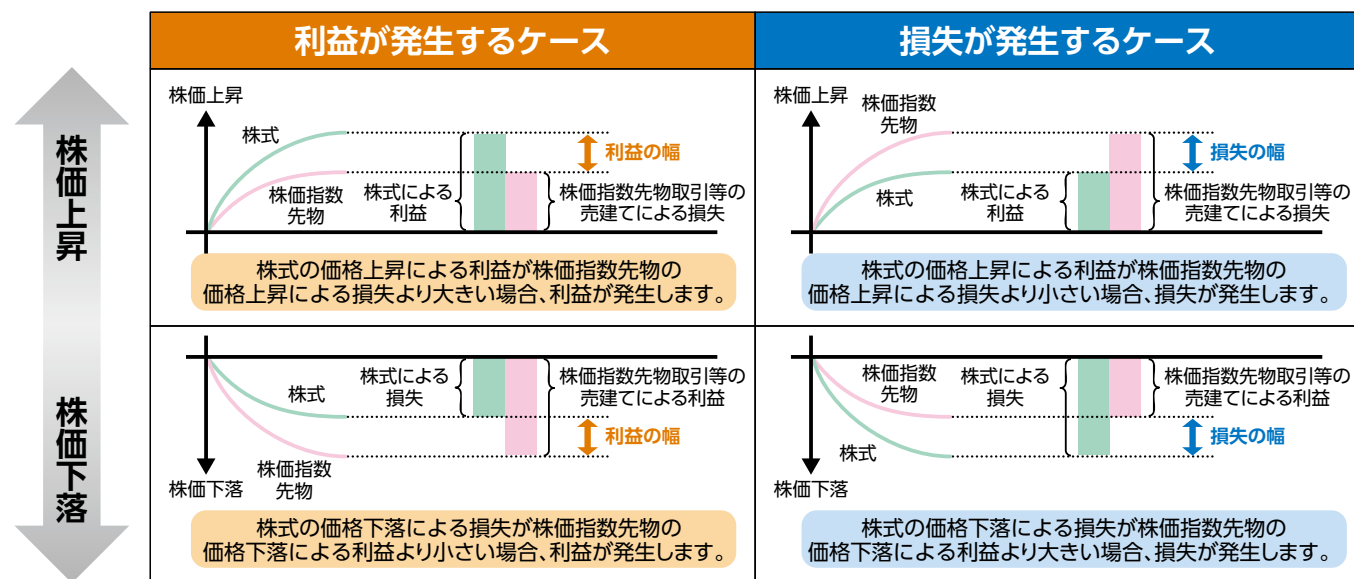 利益が発生するケース
損失が発生するケース
株価上昇
株価下落
株価上昇
株式
株価指数
先物
株式による
利益
利益の幅
株価指数先物取引等の
売建てによる損失
株式の価格上昇による利益が株価指数先物の
価格上昇による損失より大きい場合、利益が発生します。
株価上昇
株価指数
先物
株式
株式による
利益
損失の幅
株価指数先物取引等の
売建てによる損失
株式の価格上昇による利益が株価指数先物の
価格上昇による損失より小さい場合、損失が発生します。
株式
株価指数
先物
株価下落
株式による
損失
株価指数先物取引等の
売建てによる利益
利益の幅
株式の価格下落による損失が株価指数先物の
価格下落による利益より小さい場合、利益が発生します。
株価指数
先物
株式
株価下落
株式による
損失
株価指数先物取引等の
売建てによる利益
損失の幅
株式の価格下落による損失が株価指数先物の
価格下落による利益より大きい場合、損失が発生します。